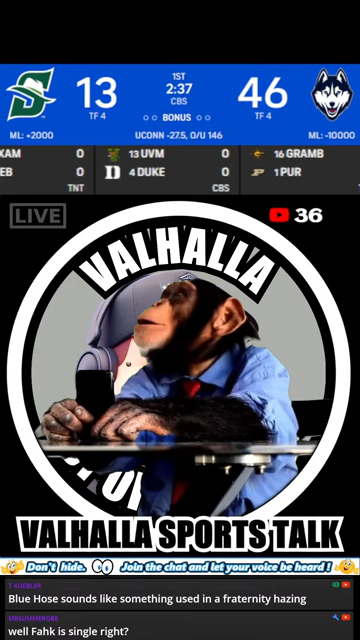 1ST
2:37
CBS
S 13 46
TF 4 TF 4
BONUS
ML: +2000 UCONN -27.5, O/U 146 ML: -10000
XAM 0 13 UVM 0 16 GRAMB
EB 0 D 4 DUKE 0 P 1 PUR
TNT CBS
LIVE 36
VALHALLA
VALHALLA SPORTS TALK
Don't hide. Join the chat and let your voice be heard !
T KUEBLER
Blue Hose sounds like something used in a fraternity hazing
MRSUMMEROBE
well Fahk is single right?